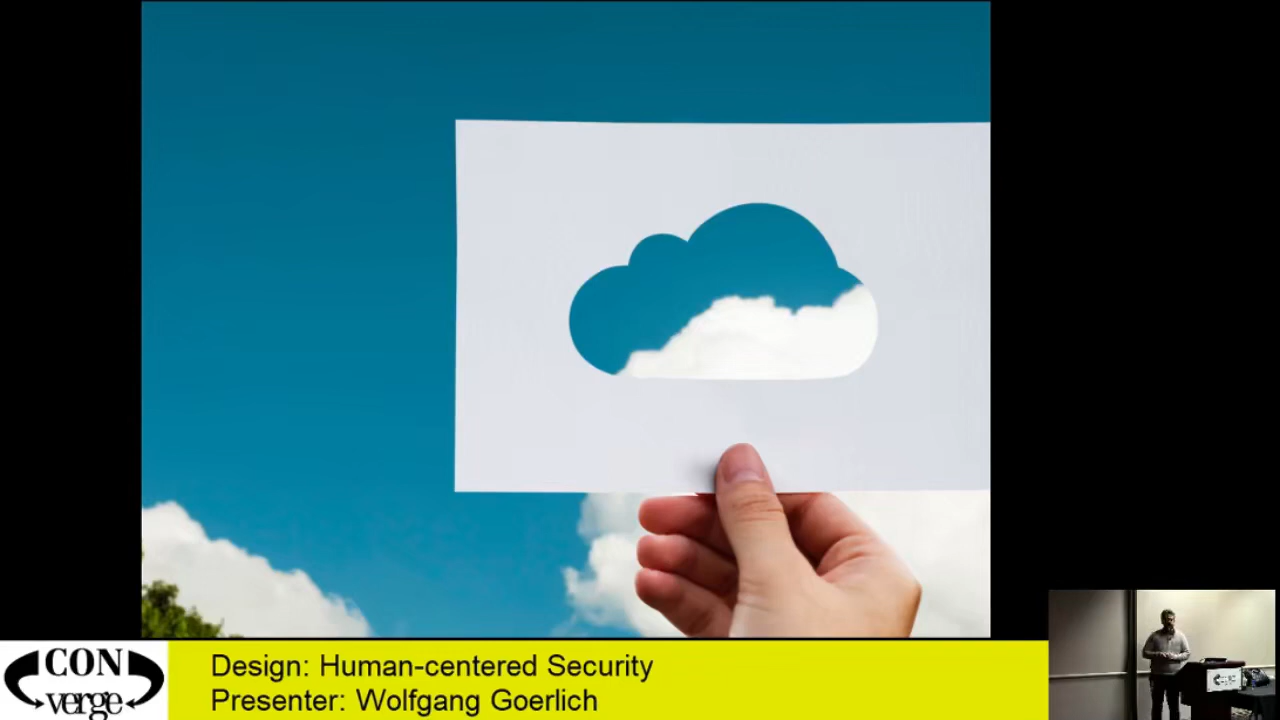 CON
verge
Design: Human-centered Security
Presenter: Wolfgang Goerlich